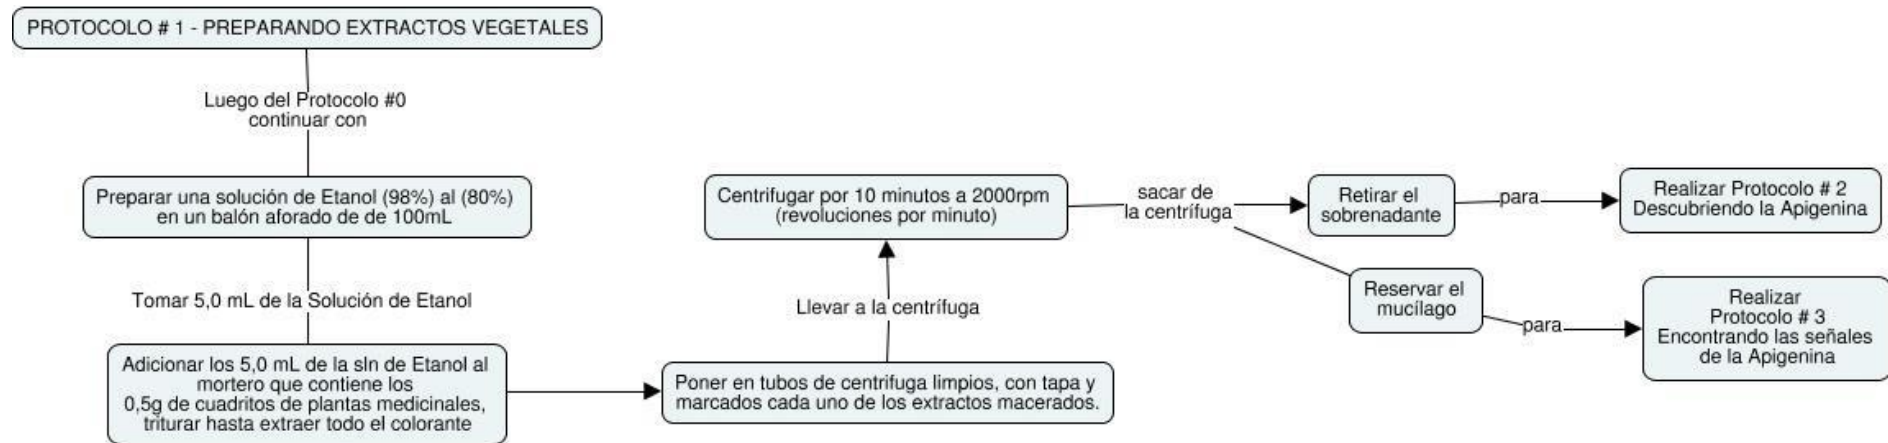 PROTOCOLO # 1 - PREPARANDO EXTRACTOS VEGETALES
Luego del Protocolo #0
continuar con
Preparar una solución de Etanol (98%) al (80%)
en un balón aforado de de 100mL
Tomar 5,0 mL de la Solución de Etanol
Adicionar los 5,0 mL de la sln de Etanol al
mortero que contiene los
0,5g de cuadritos de plantas medicinales,
triturar hasta extraer todo el colorante
Poner en tubos de centrifuga limpios, con tapa y
marcados cada uno de los extractos macerados.
Llevar a la centrífuga
Centrifugar por 10 minutos a 2000rpm
(revoluciones por minuto)
sacar de
la centrífuga
Retirar el
sobrenadante
para
Realizar Protocolo # 2
Descubriendo la Apigenina
Reservar el
mucílago
para
Realizar
Protocolo # 3
Encontrando las señales
de la Apigenina